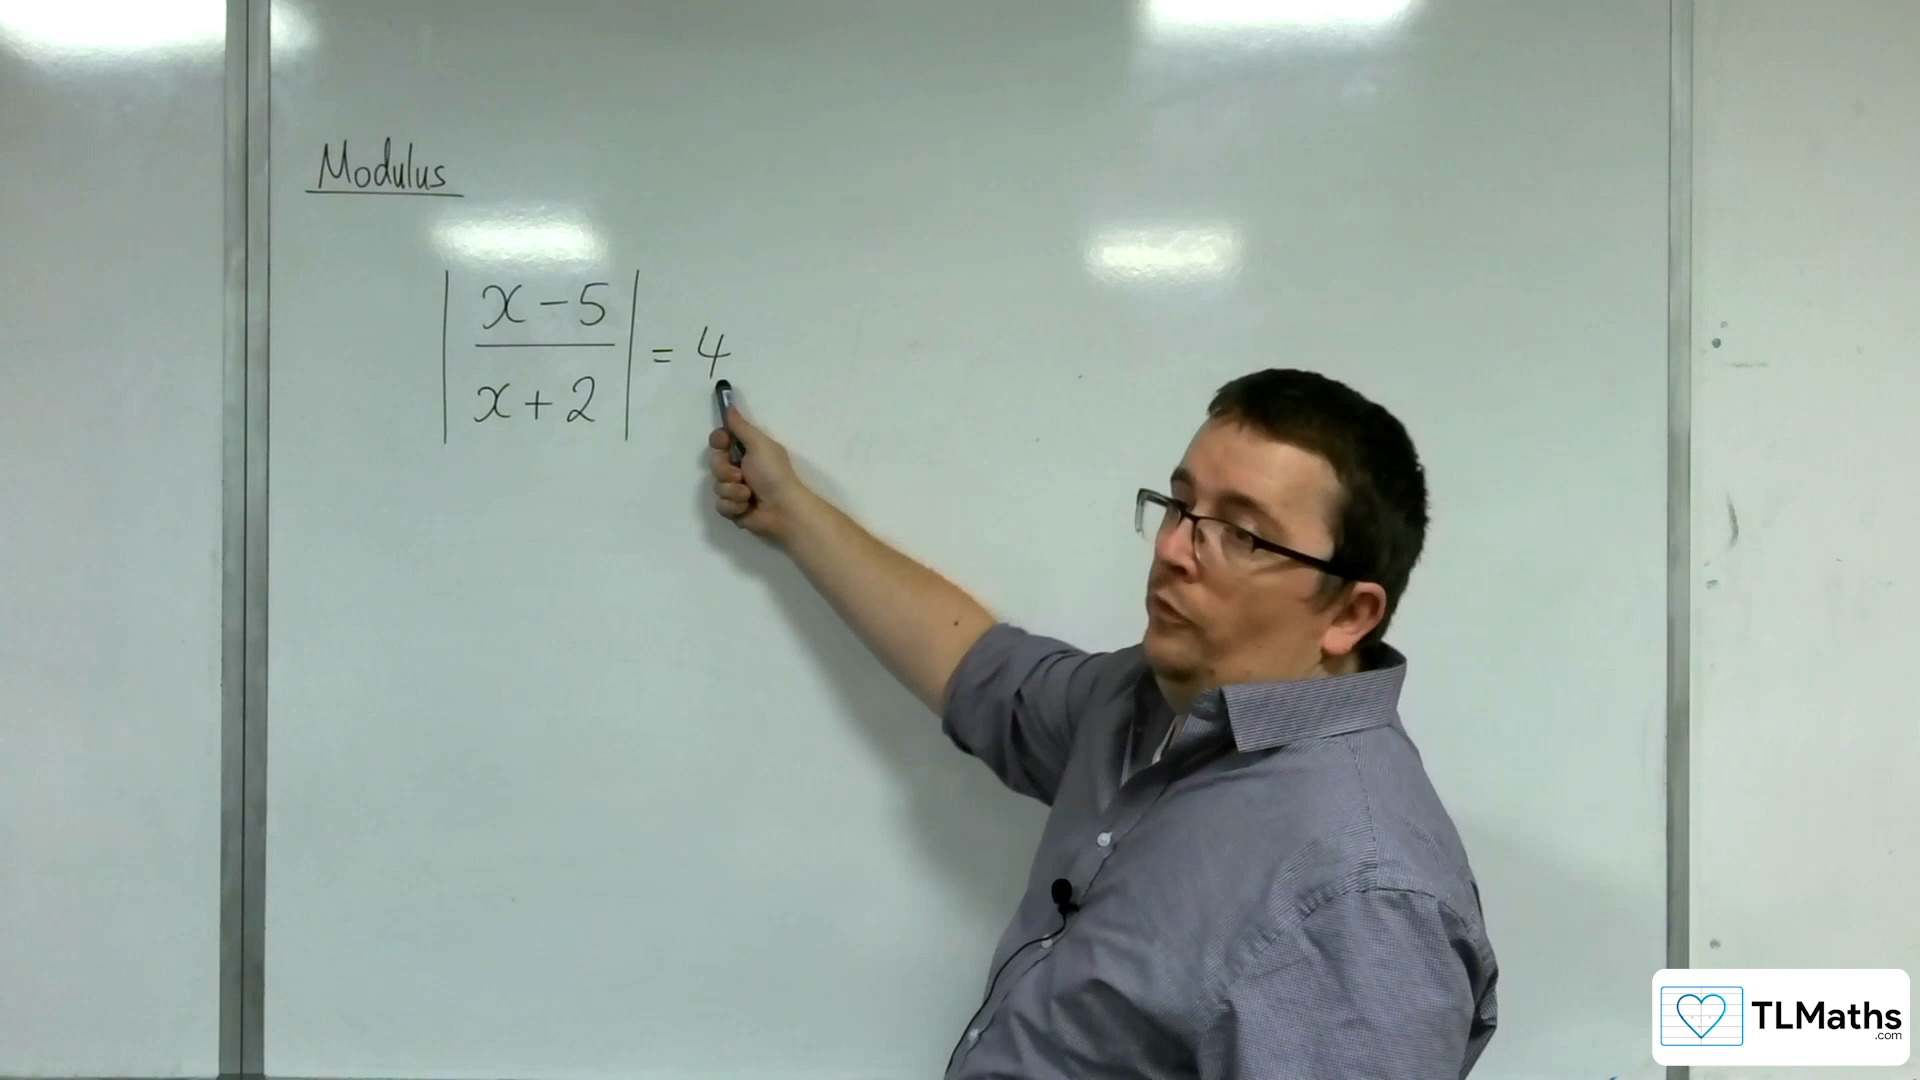 Modulus
| x - 5 / x + 2 | = 4
TLMaths
.com